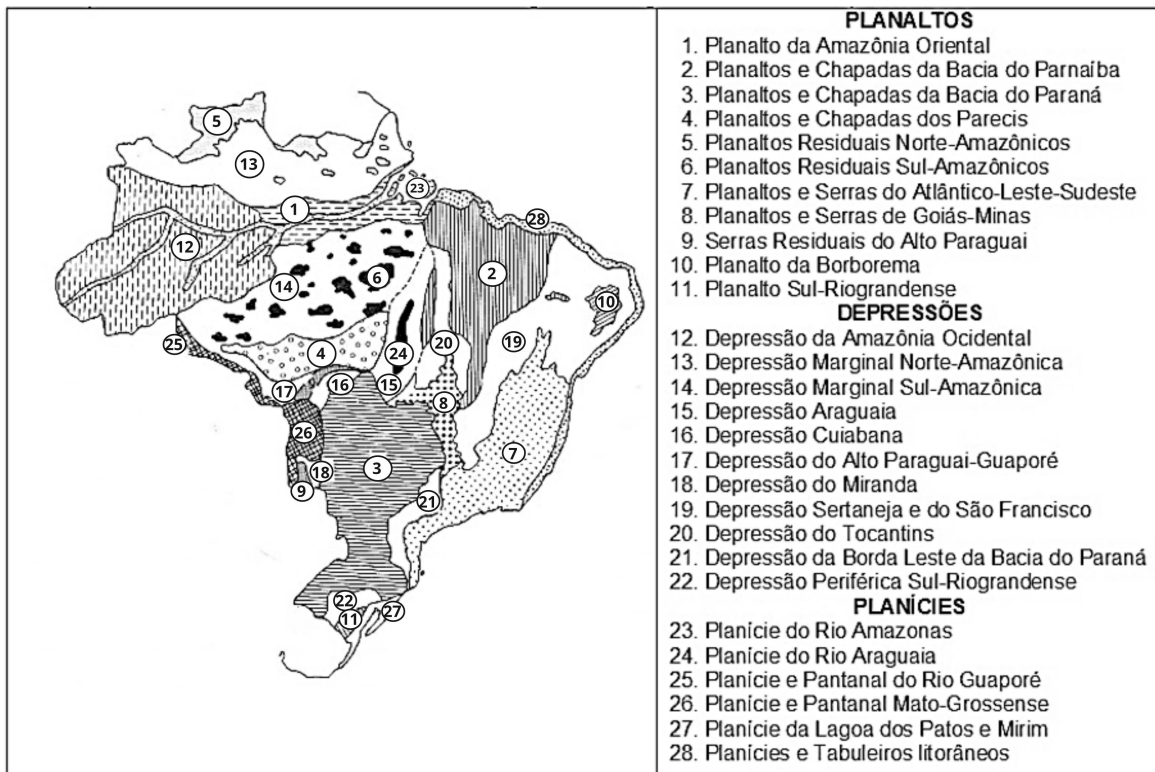 PLANALTOS
1. Planalto da Amazônia Oriental
2. Planaltos e Chapadas da Bacia do Parnaíba
3. Planaltos e Chapadas da Bacia do Paraná
4. Planaltos e Chapadas dos Parecis
5. Planaltos Residuais Norte-Amazônicos
6. Planaltos Residuais Sul-Amazônicos
7. Planaltos e Serras do Atlântico-Leste-Sudeste
8. Planaltos e Serras de Goiás-Minas
9. Serras Residuais do Alto Paraguai
10. Planalto da Borborema
11. Planalto Sul-Riograndense
DEPRESSÕES
12. Depressão da Amazônia Ocidental
13. Depressão Marginal Norte-Amazônica
14. Depressão Marginal Sul-Amazônica
15. Depressão Araguaia
16. Depressão Cuiabana
17. Depressão do Alto Paraguai-Guaporé
18. Depressão do Miranda
19. Depressão Sertaneja e do São Francisco
20. Depressão do Tocantins
21. Depressão da Borda Leste da Bacia do Paraná
22. Depressão Periférica Sul-Riograndense
PLANÍCIES
23. Planície do Rio Amazonas
24. Planície do Rio Araguaia
25. Planície e Pantanal do Rio Guaporé
26. Planície e Pantanal Mato-Grossense
27. Planície da Lagoa dos Patos e Mirim
28. Planícies e Tabuleiros litorâneos
5
13
23
1
28
12
14
6
2
10
25
4
24
20
19
17
16
15
8
26
3
7
18
9
21
22
11
27